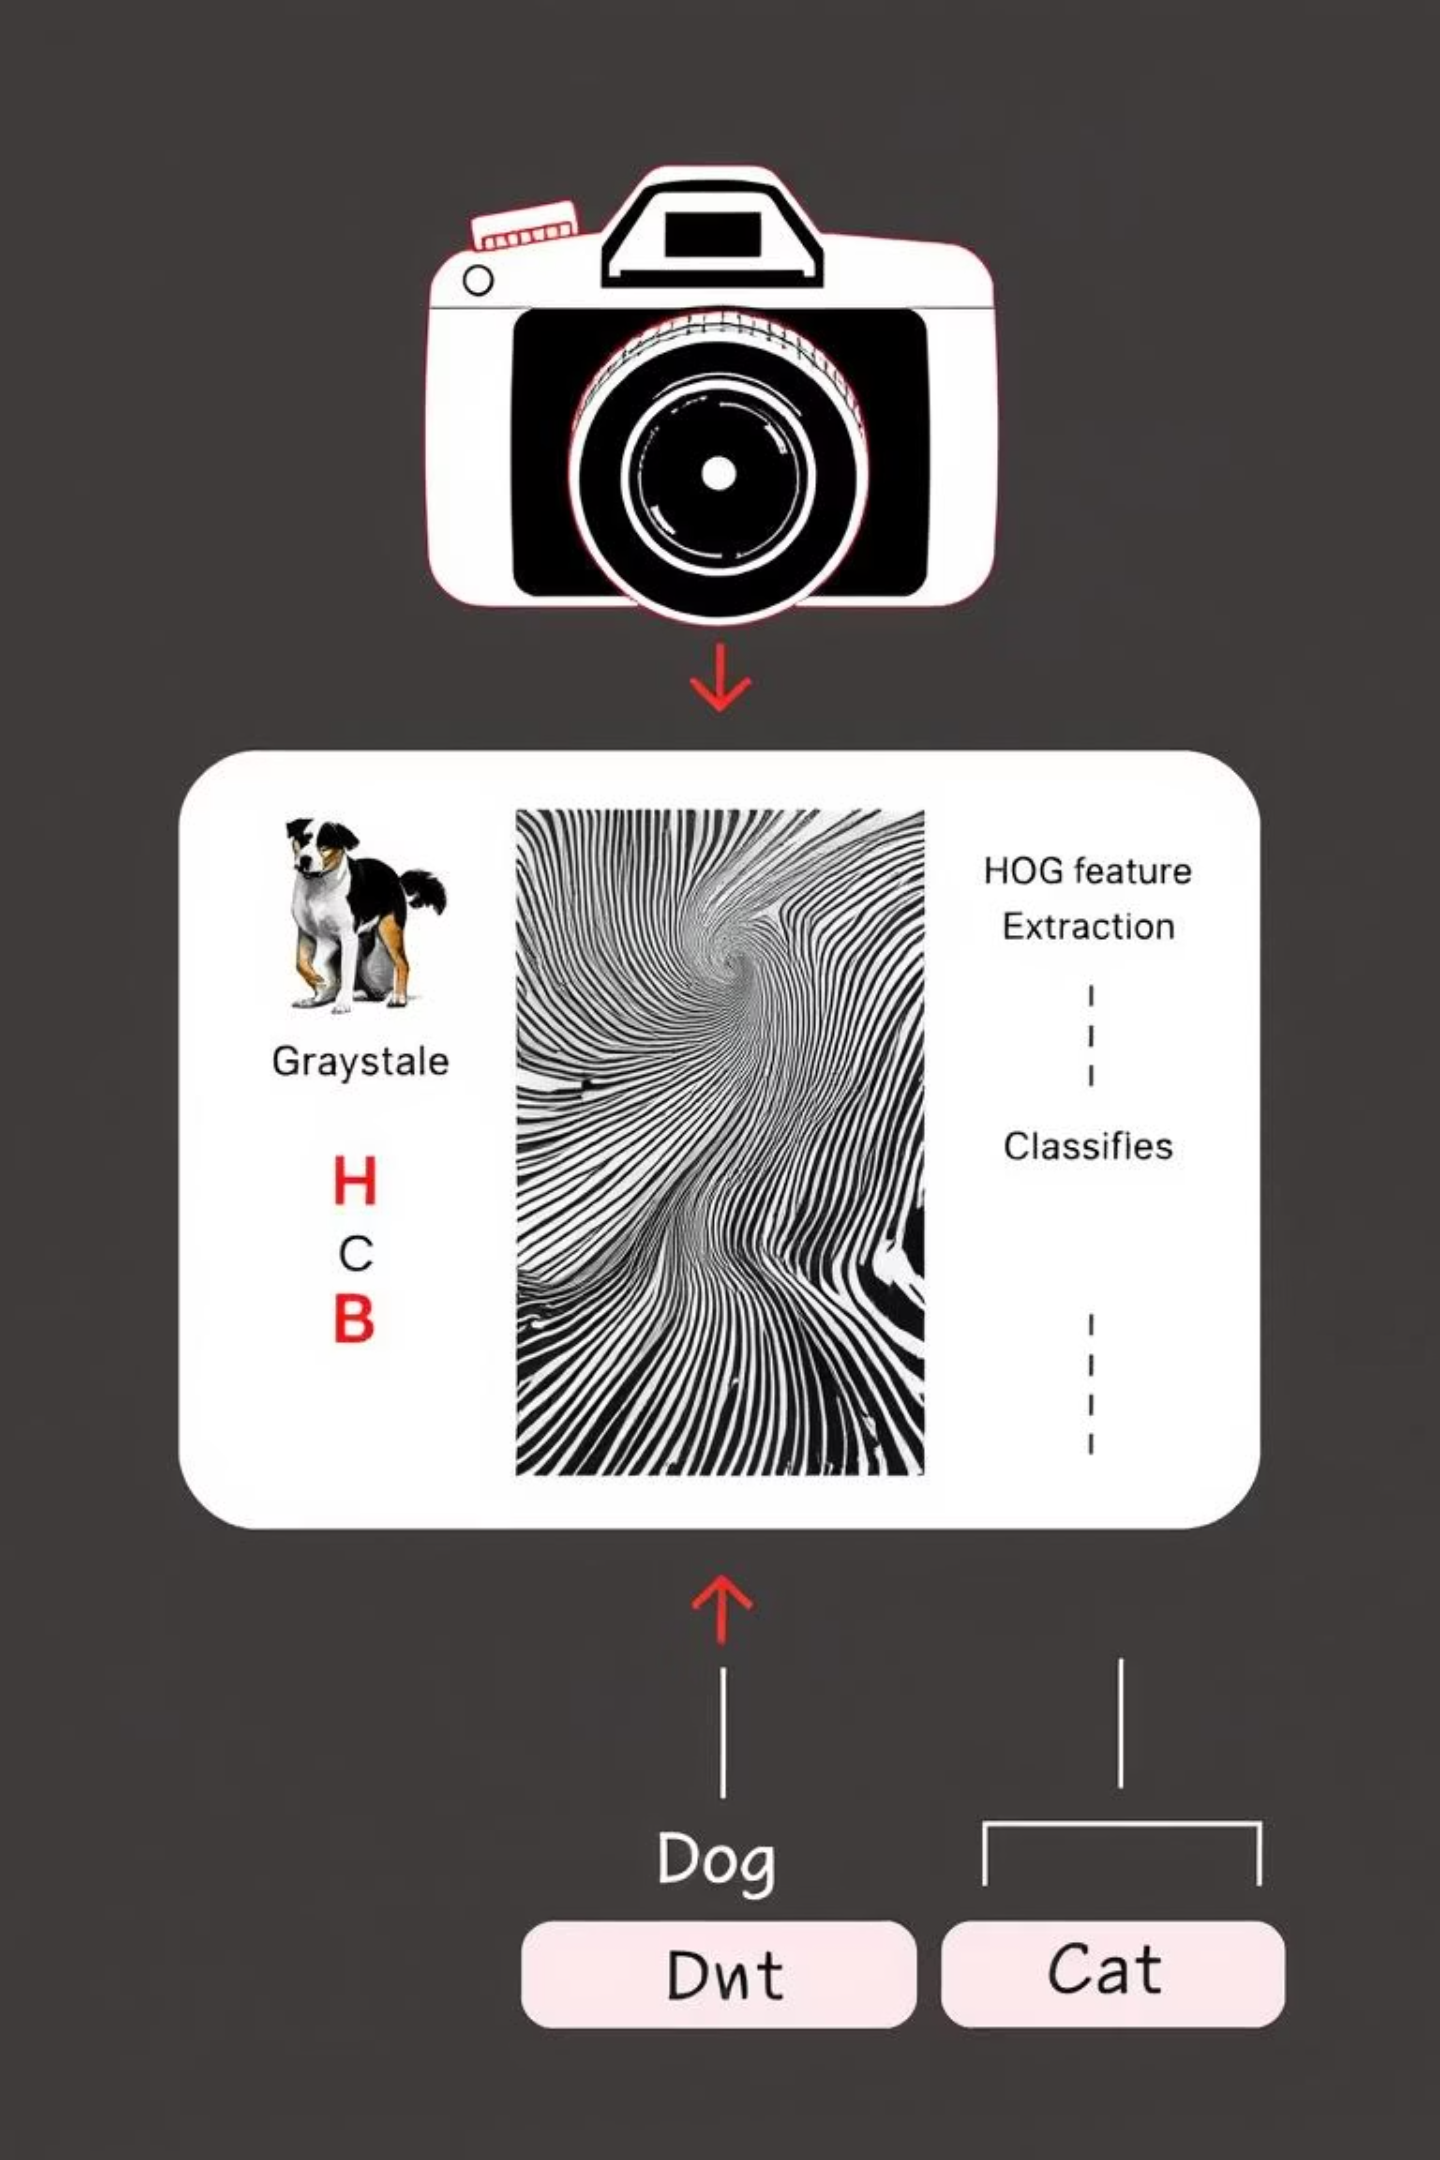 Graystale
H
C
B
HOG feature
Extraction
Classifies
Dog
Dnt
Cat